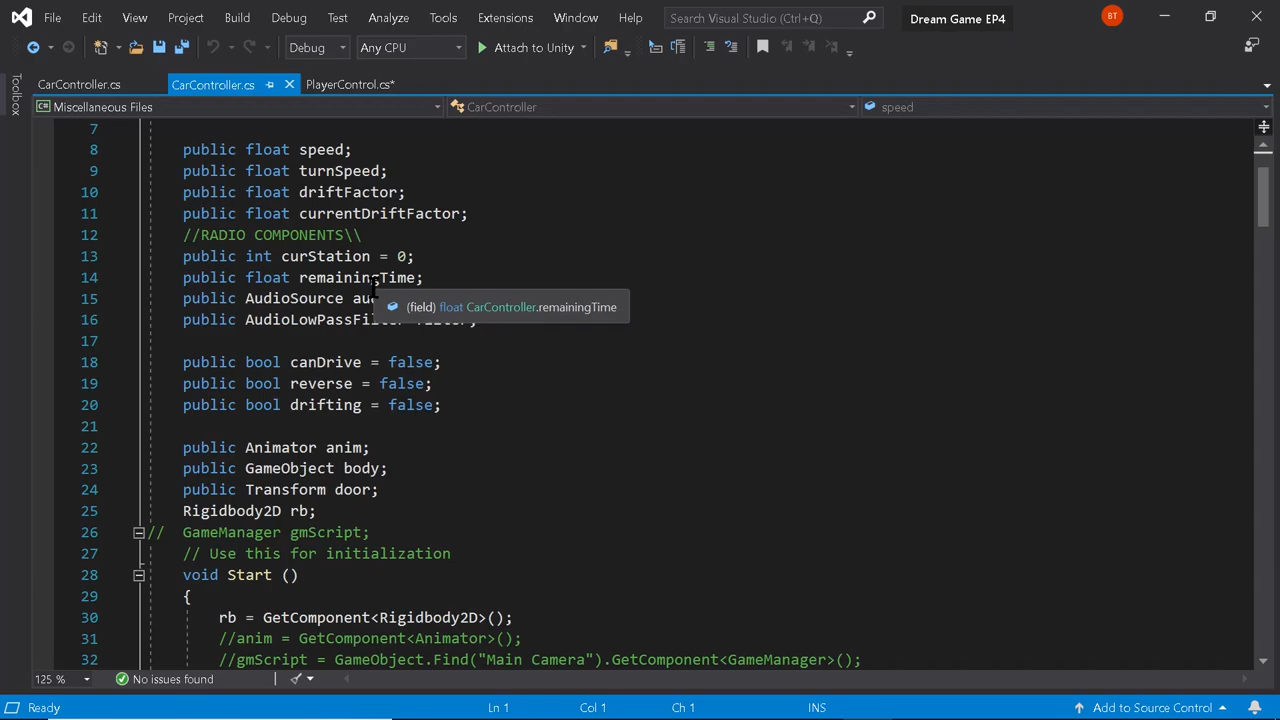 File Edit View Project Build Debug Test Analyze Tools Extensions Window Help Search Visual Studio (Ctrl+Q) Dream Game EP4 BT
Debug Any CPU Attach to Unity
Toolbox
CarController.cs CarController.cs PlayerControl.cs*
C# Miscellaneous Files CarController speed
7
8 public float speed;
9 public float turnSpeed;
10 public float driftFactor;
11 public float currentDriftFactor;
12 //RADIO COMPONENTS\\
13 public int curStation = 0;
14 public float remainingTime;
15 public AudioSource
(field) float CarController.remainingTime
16 public
17
18 public bool canDrive = false;
19 public bool reverse = false;
20 public bool drifting = false;
21
22 public Animator anim;
23 public GameObject body;
24 public Transform door;
25 Rigidbody2D rb;
26 // GameManager gmScript;
27 // Use this for initialization
28 void Start ()
29 {
30 rb = GetComponent<Rigidbody2D>();
31 //anim = GetComponent<Animator>();
32 //gmScript = GameObject.Find("Main Camera").GetComponent<GameManager>();
125 % No issues found
Ready Ln 1 Col 1 Ch 1 INS Add to Source Control